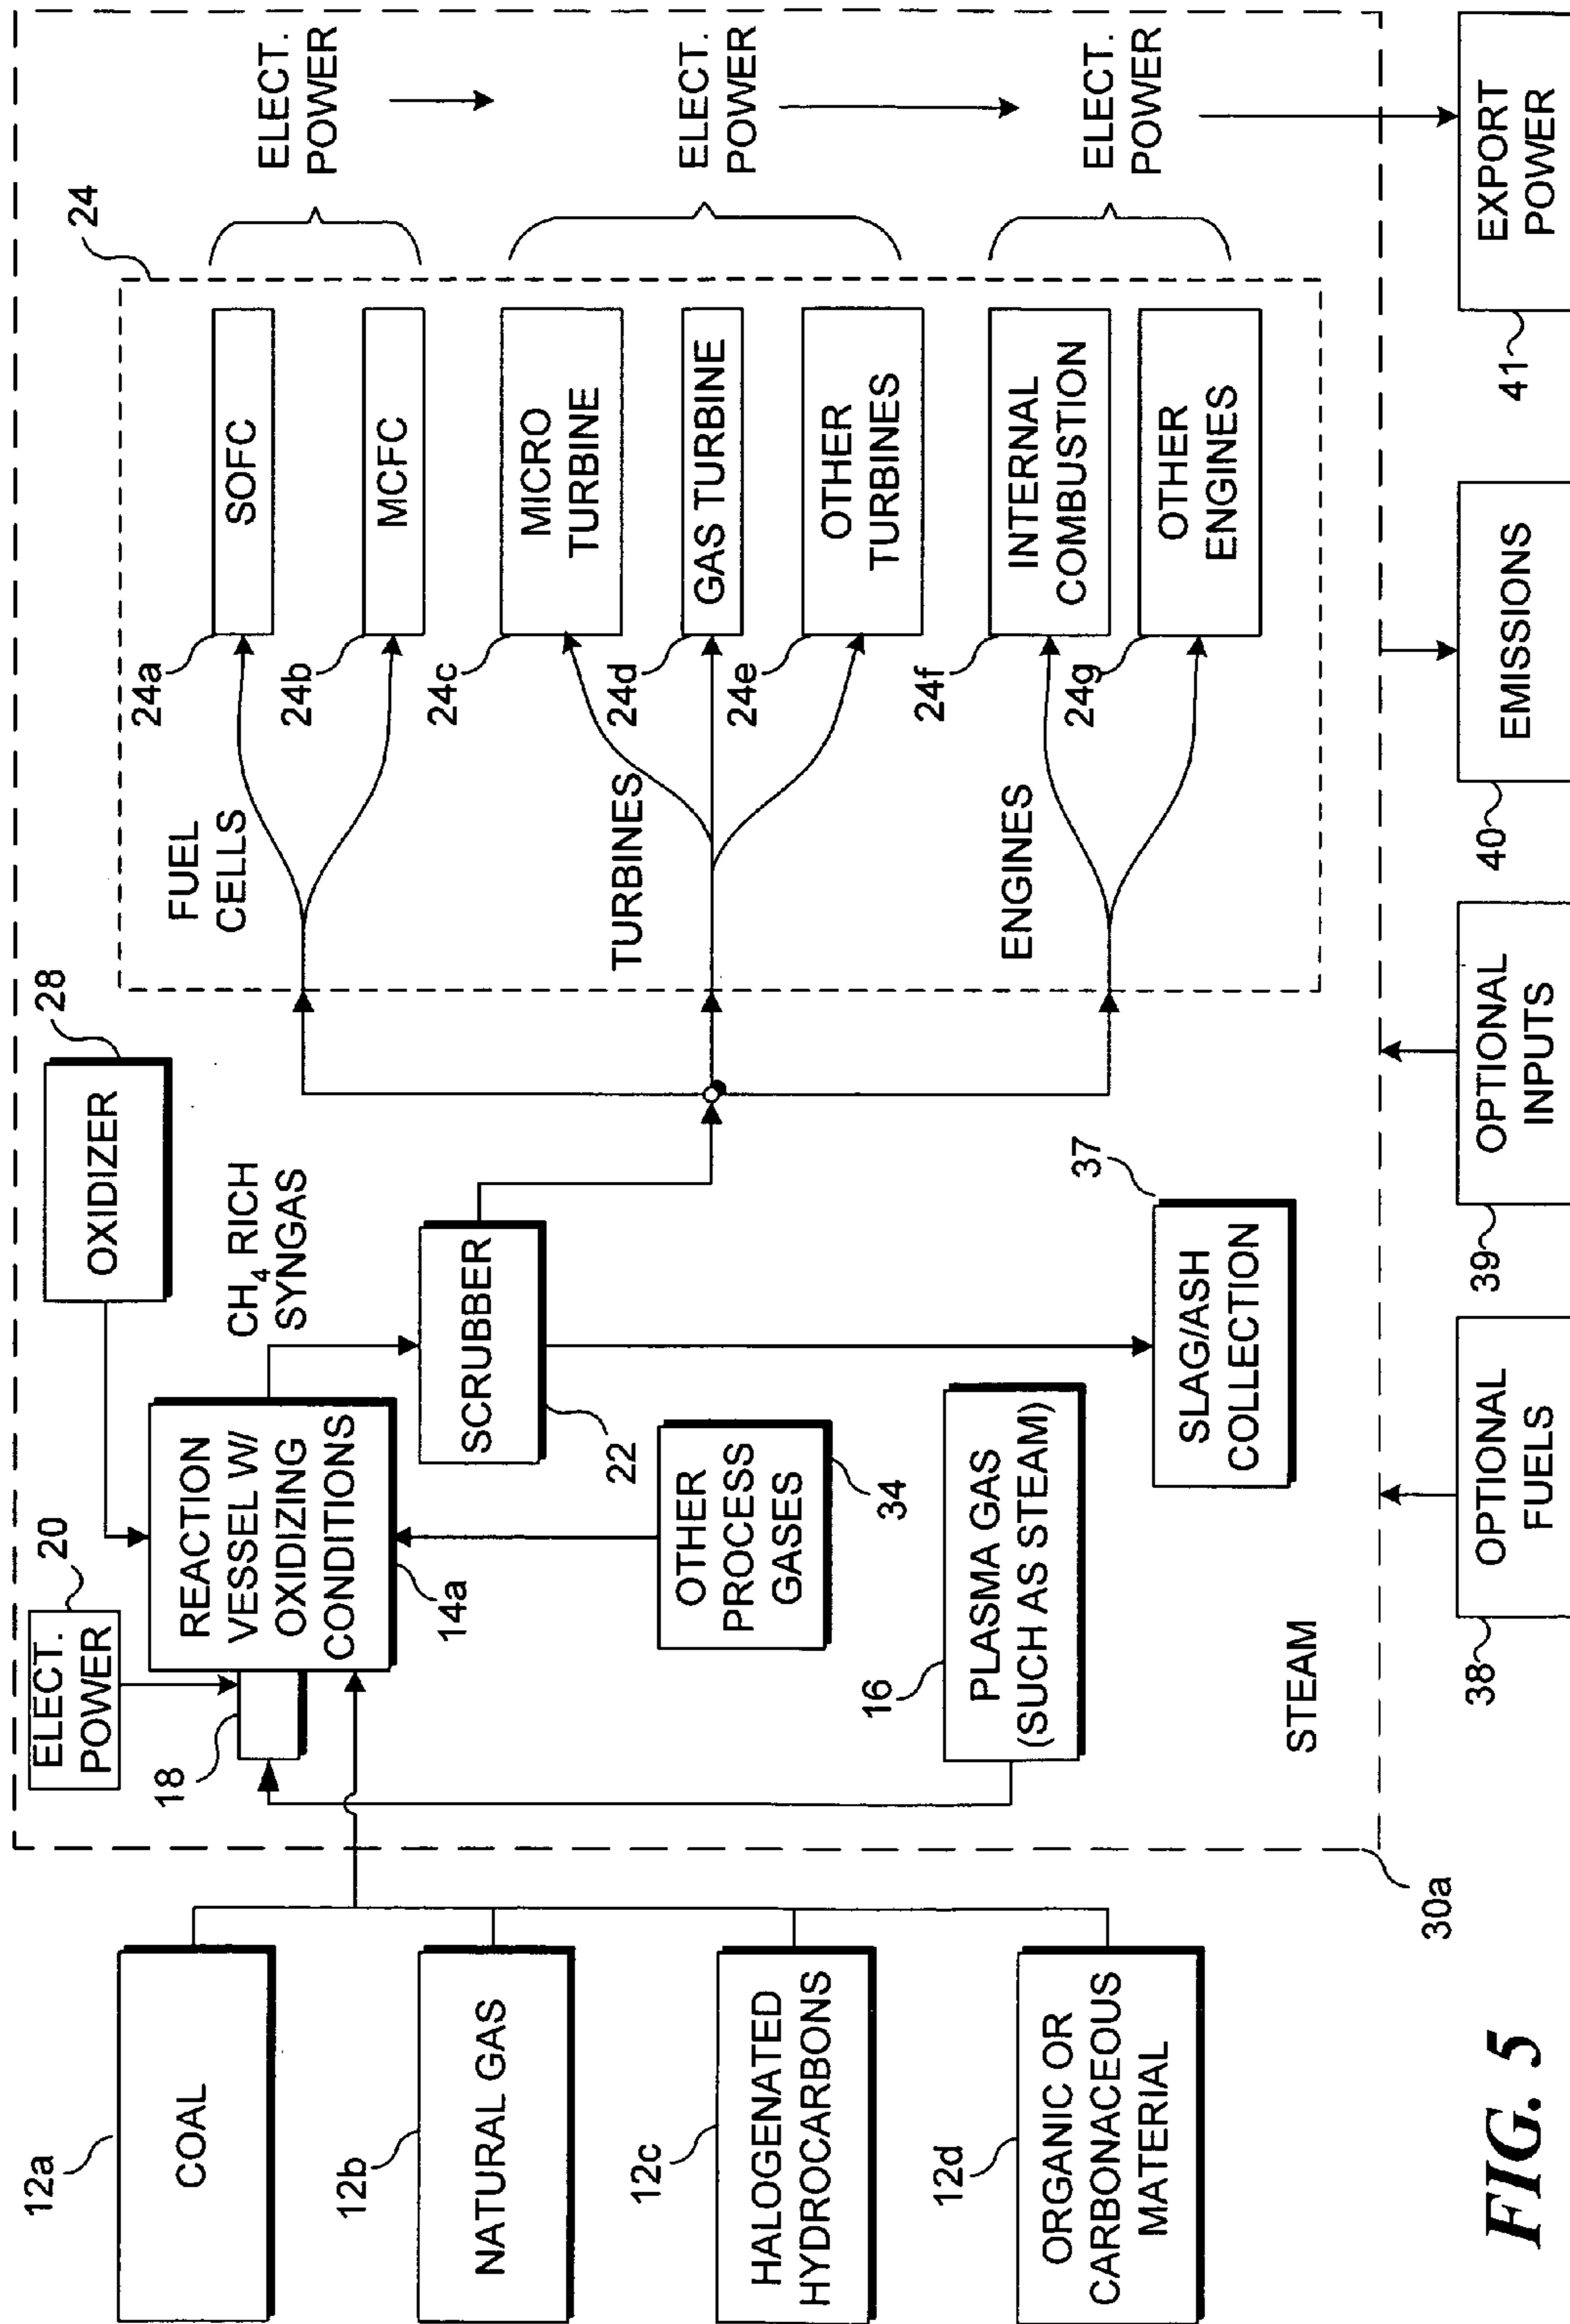 12a
COAL
12b
NATURAL GAS
12c
HALOGENATED
HYDROCARBONS
12d
ORGANIC OR
CARBONACEOUS
MATERIAL
20
ELECT.
POWER
18
REACTION
VESSEL W/
OXIDIZING
CONDITIONS
14a
28
OXIDIZER
CH4 RICH
SYNGAS
SCRUBBER
22
OTHER
PROCESS
GASES
34
16
PLASMA GAS
(SUCH AS STEAM)
37
SLAG/ASH
COLLECTION
STEAM
30a
24
FUEL
CELLS
24a
SOFC
24b
MCFC
TURBINES
24c
MICRO
TURBINE
24d
GAS TURBINE
24e
OTHER
TURBINES
ENGINES
24f
INTERNAL
COMBUSTION
24g
OTHER
ENGINES
ELECT.
POWER
ELECT.
POWER
ELECT.
POWER
38
OPTIONAL
FUELS
39
OPTIONAL
INPUTS
40
EMISSIONS
41
EXPORT
POWER
FIG. 5